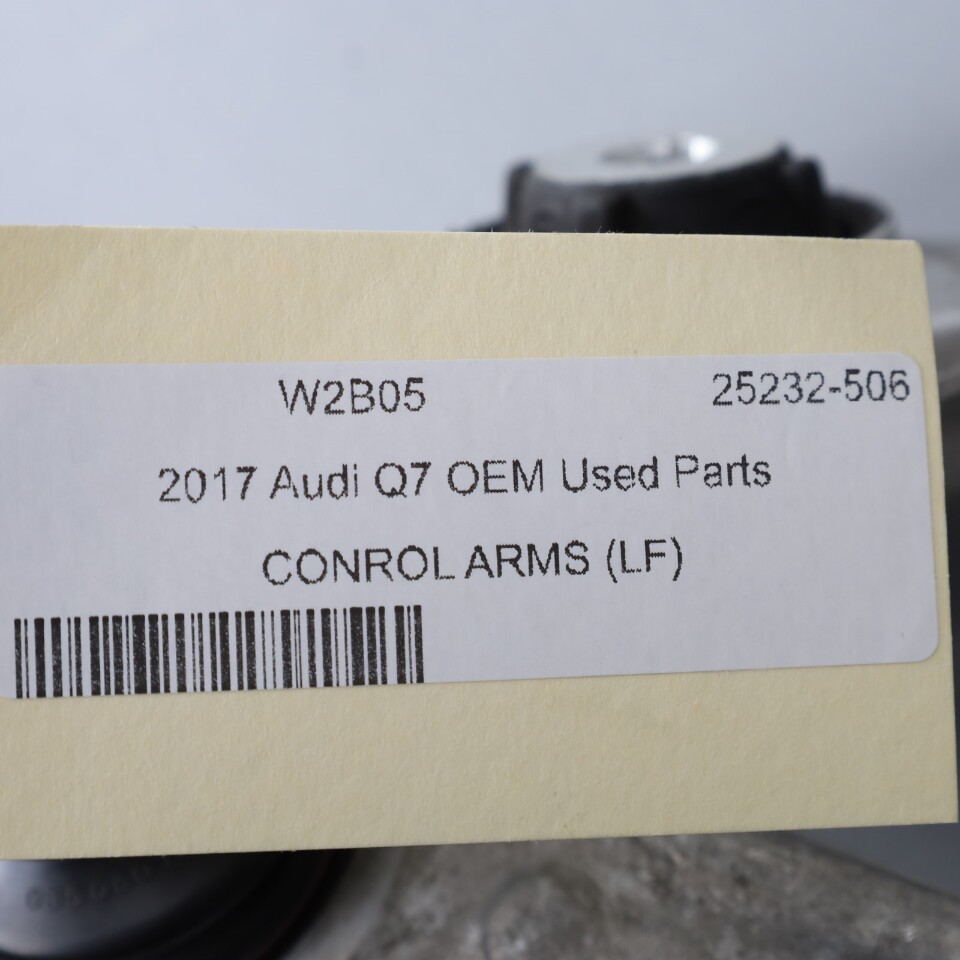 W2B05 25232-506
2017 Audi Q7 OEM Used Parts
CONROL ARMS (LF)